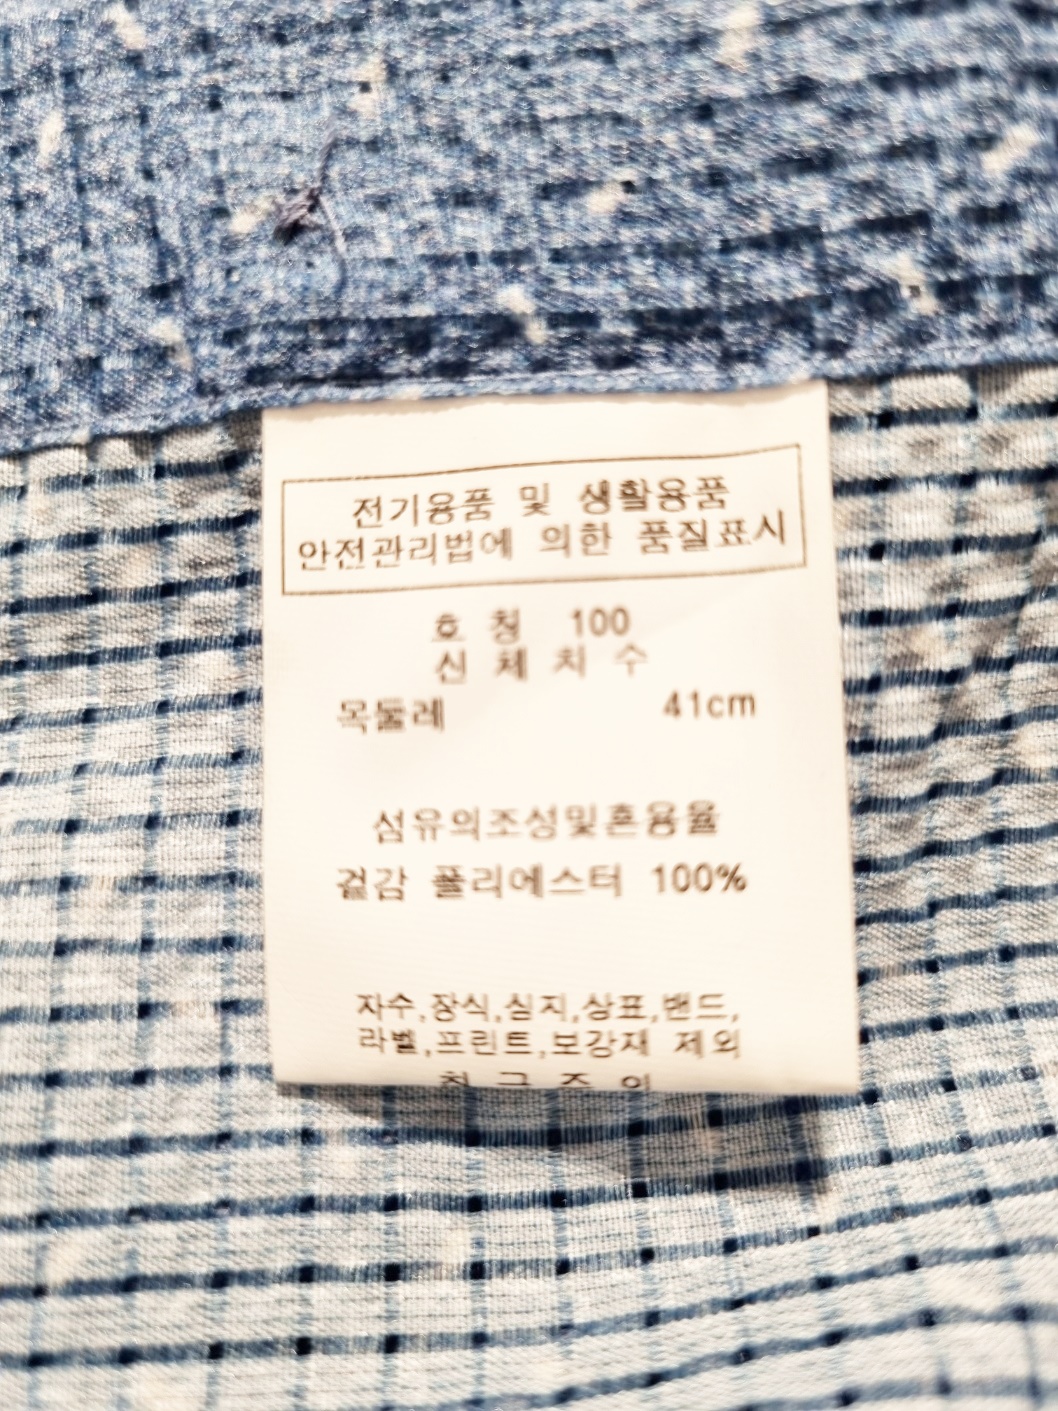 전기용품 및 생활용품
안전관리법에 의한 품질표시
호 칭 100
신 체 치 수
목둘레 41cm
섬유의조성및혼용율
겉감 폴리에스터 100%
자수,장식,심지,상표,밴드,
라벨,프린트,보강재 제외